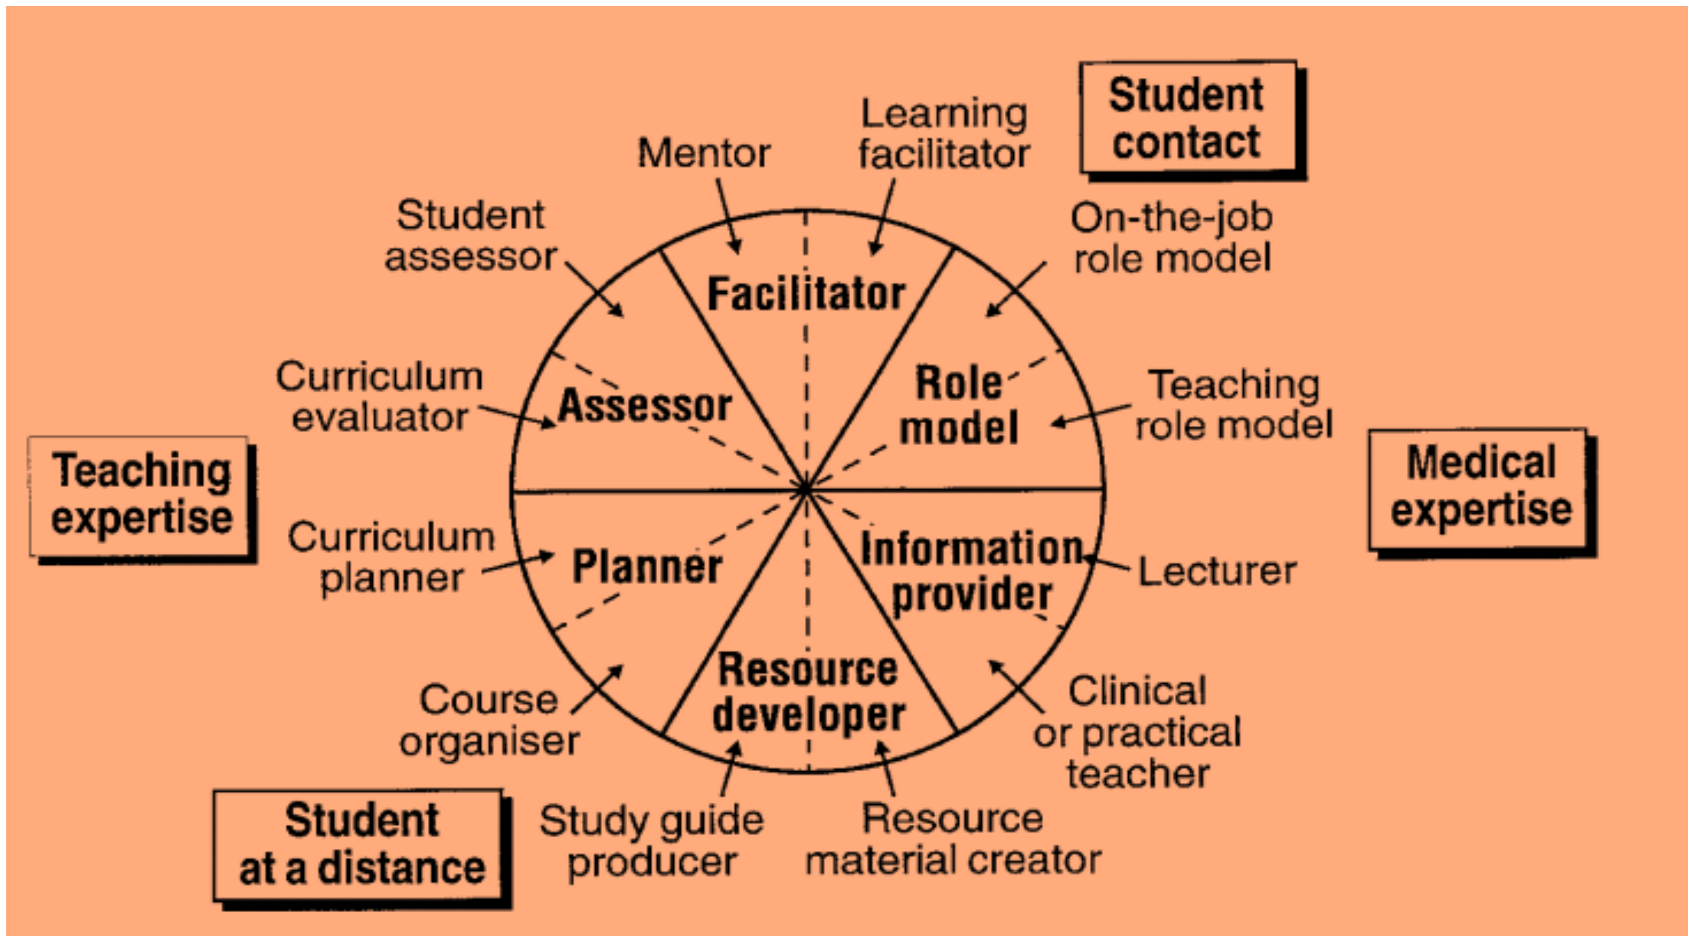 Student
contact
Learning
facilitator
Mentor
Student
assessor
On-the-job
role model
Facilitator
Curriculum
evaluator
Assessor
Role
model
Teaching
role model
Teaching
expertise
Medical
expertise
Curriculum
planner
Planner
Information
provider
Lecturer
Resource
developer
Course
organiser
Clinical
or practical
teacher
Student
at a distance
Study guide
producer
Resource
material creator